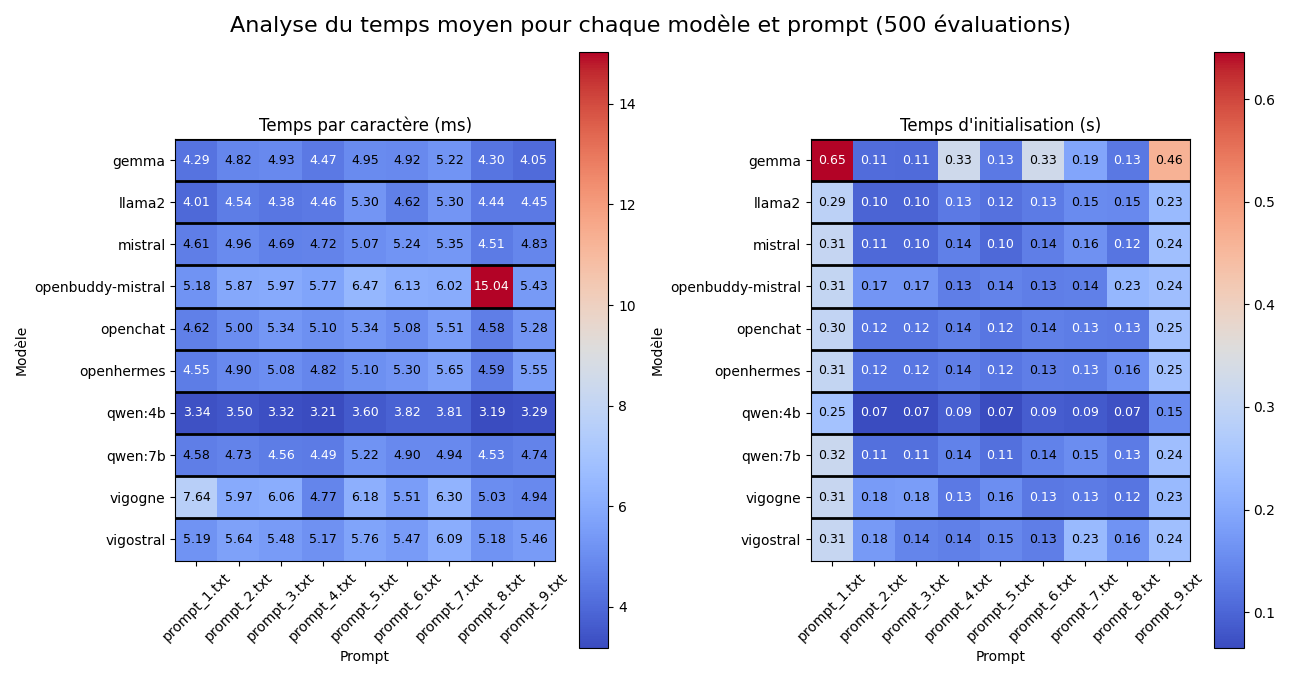 Analyse du temps moyen pour chaque modèle et prompt (500 évaluations)
Temps par caractère (ms)
Modèle
gemma 4.29 4.82 4.93 4.47 4.95 4.92 5.22 4.30 4.05
llama2 4.01 4.54 4.38 4.46 5.30 4.62 5.30 4.44 4.45
mistral 4.61 4.96 4.69 4.72 5.07 5.24 5.35 4.51 4.83
openbuddy-mistral 5.18 5.87 5.97 5.77 6.47 6.13 6.02 15.04 5.43
openchat 4.62 5.00 5.34 5.10 5.34 5.08 5.51 4.58 5.28
openhermes 4.55 4.90 5.08 4.82 5.10 5.30 5.65 4.59 5.55
qwen:4b 3.34 3.50 3.32 3.21 3.60 3.82 3.81 3.19 3.29
qwen:7b 4.58 4.73 4.56 4.49 5.22 4.90 4.94 4.53 4.74
vigogne 7.64 5.97 6.06 4.77 6.18 5.51 6.30 5.03 4.94
vigostral 5.19 5.64 5.48 5.17 5.76 5.47 6.09 5.18 5.46
prompt_1.txt prompt_2.txt prompt_3.txt prompt_4.txt prompt_5.txt prompt_6.txt prompt_7.txt prompt_8.txt prompt_9.txt
Prompt
14
12
10
8
6
4
Temps d'initialisation (s)
Modèle
gemma 0.65 0.11 0.11 0.33 0.13 0.33 0.19 0.13 0.46
llama2 0.29 0.10 0.10 0.13 0.12 0.13 0.15 0.15 0.23
mistral 0.31 0.11 0.10 0.14 0.10 0.14 0.16 0.12 0.24
openbuddy-mistral 0.31 0.17 0.17 0.13 0.14 0.13 0.14 0.23 0.24
openchat 0.30 0.12 0.12 0.14 0.12 0.14 0.13 0.13 0.25
openhermes 0.31 0.12 0.12 0.14 0.12 0.13 0.13 0.16 0.25
qwen:4b 0.25 0.07 0.07 0.09 0.07 0.09 0.09 0.07 0.15
qwen:7b 0.32 0.11 0.11 0.14 0.11 0.14 0.15 0.13 0.24
vigogne 0.31 0.18 0.18 0.13 0.16 0.13 0.13 0.12 0.23
vigostral 0.31 0.18 0.14 0.14 0.15 0.13 0.23 0.16 0.24
prompt_1.txt prompt_2.txt prompt_3.txt prompt_4.txt prompt_5.txt prompt_6.txt prompt_7.txt prompt_8.txt prompt_9.txt
Prompt
0.6
0.5
0.4
0.3
0.2
0.1